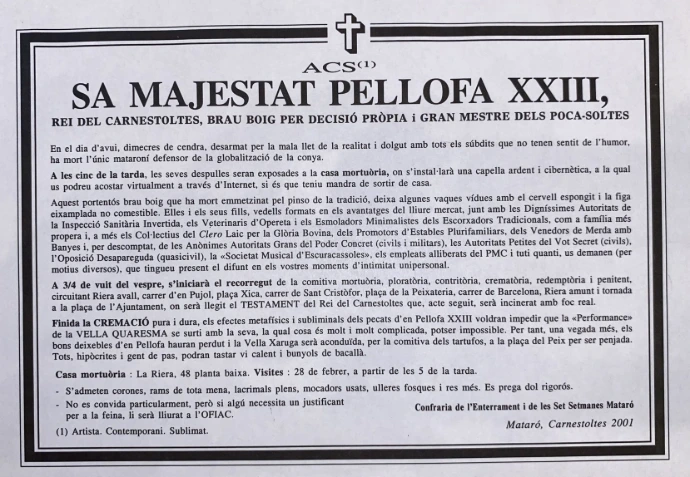 ACS(1)
SA MAJESTAT PELLOFA XXIII,
REI DEL CARNESTOLTES, BRAU BOIG PER DECISIÓ PRÒPIA i GRAN MESTRE DELS POCA-SOLTES
En el dia d'avui, dimecres de cendra, desarmat per la mala llet de la realitat i dolgut amb tots els súbdits que no tenen sentit de l'humor,
ha mort l'únic mataroní defensor de la globalització de la conya.
A les cinc de la tarda, les seves despulles seran exposades a la casa mortuòria, on s'instal·larà una capella ardent i cibernètica, a la qual
us podreu acostar virtualment a través d'Internet, si és que teniu mandra de sortir de casa.
Aquest portentós brau boig que ha mort emmetzinat pel pinso de la tradició, deixa algunes vaques vídues amb el cervell espongit i la figa
eixamplada no comestible. Elles i els seus fills, vedells formats en els avantatges del lliure mercat, junt amb les Digníssimes Autoritats de
la Inspecció Sanitària Invertida, els Veterinaris d'Opereta i els Esmoladors Minimalistes dels Escorxadors Tradicionals, com a família més
propera i, a més els Col·lectius del Clero Laic per la Glòria Bovina, dels Promotors d'Estables Plurifamiliars, dels Venedors de Merda amb
Banyes i, per descomptat, de les Anònimes Autoritats Grans del Poder Concret (civils i militars), les Autoritats Petites del Vot Secret (civils),
l'Oposició Desapareguda (quasicivil), la «Societat Musical d'Escuracassoles», els empleats alliberats del PMC i tuti quanti, us demanen (per
motius diversos), que tingueu present el difunt en els vostres moments d'intimitat unipersonal.
A 3/4 de vuit del vespre, s'iniciarà el recorregut de la comitiva mortuòria, ploratòria, contritòria, crematòria, redemptòria i penitent,
circuitant Riera avall, carrer d'en Pujol, plaça Xica, carrer de Sant Cristòfor, plaça de la Peixateria, carrer de Barcelona, Riera amunt i tornada
a la plaça de l'Ajuntament, on serà llegit el TESTAMENT del Rei del Carnestoltes que, acte seguit, serà incinerat amb foc real.
Finida la CREMACIÓ pura i dura, els efectes metafísics i subliminals dels pecats d'en Pellofa XXIII voldran impedir que la «Performance»
de la VELLA QUARESMA se surti amb la seva, la qual cosa és molt i molt complicada, potser impossible. Per tant, una vegada més, els
bons deixebles d'en Pellofa hauran perdut i la Vella Xaruga serà aconduïda, per la comitiva dels tartufos, a la plaça del Peix per ser penjada.
Tots, hipòcrites i gent de pas, podran tastar vi calent i bunyols de bacallà.
Casa mortuòria : La Riera, 48 planta baixa. Visites : 28 de febrer, a partir de les 5 de la tarda.
- S'admeten corones, rams de tota mena, lacrimals plens, mocadors usats, ulleres fosques i res més. Es prega dol rigorós.
- No es convida particularment, però si algú necessita un justificant
per a la feina, li serà lliurat a l'OFIAC.
Confraria de l'Enterrament i de les Set Setmanes Mataró
(1) Artista. Contemporani. Sublimat.
Mataró, Carnestoltes 2001